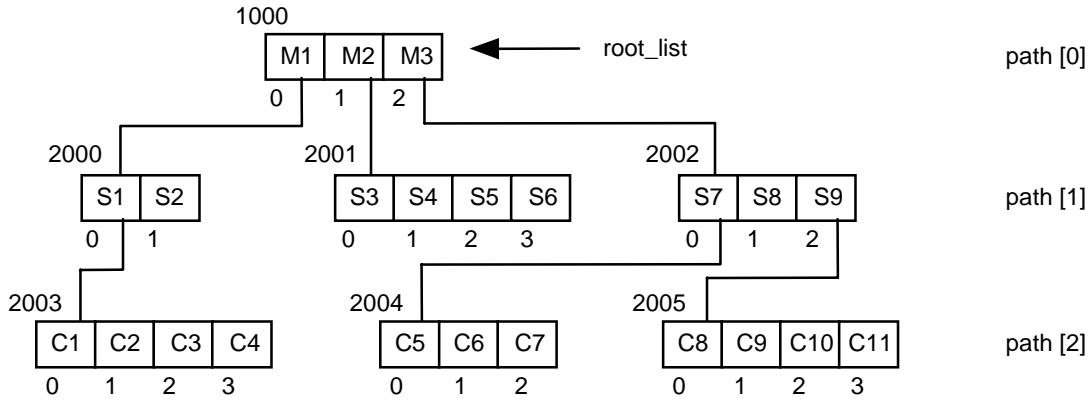 1000
M1 M2 M3 root_list path [0]
0 1 2
2000 2001 2002
S1 S2 S3 S4 S5 S6 S7 S8 S9 path [1]
0 1 0 1 2 3 0 1 2
2003 2004 2005
C1 C2 C3 C4 C5 C6 C7 C8 C9 C10 C11 path [2]
0 1 2 3 0 1 2 0 1 2 3